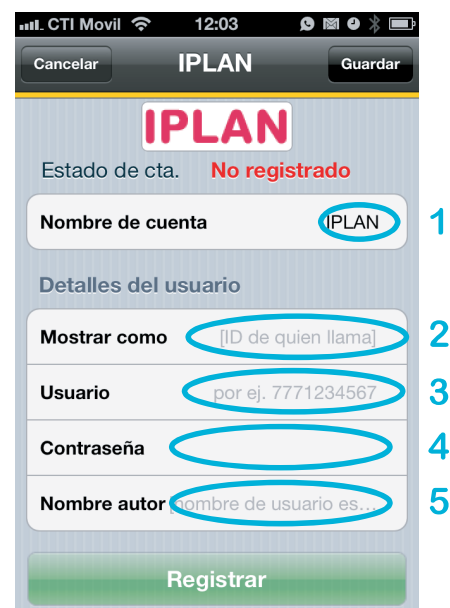 CTI Movil 12:03
Cancelar IPLAN Guardar
IPLAN
Estado de cta. No registrado
Nombre de cuenta IPLAN 1
Detalles del usuario
Mostrar como [ID de quien llama] 2
Usuario por ej. 7771234567 3
Contraseña 4
Nombre autor [nombre de usuario es... 5
Registrar